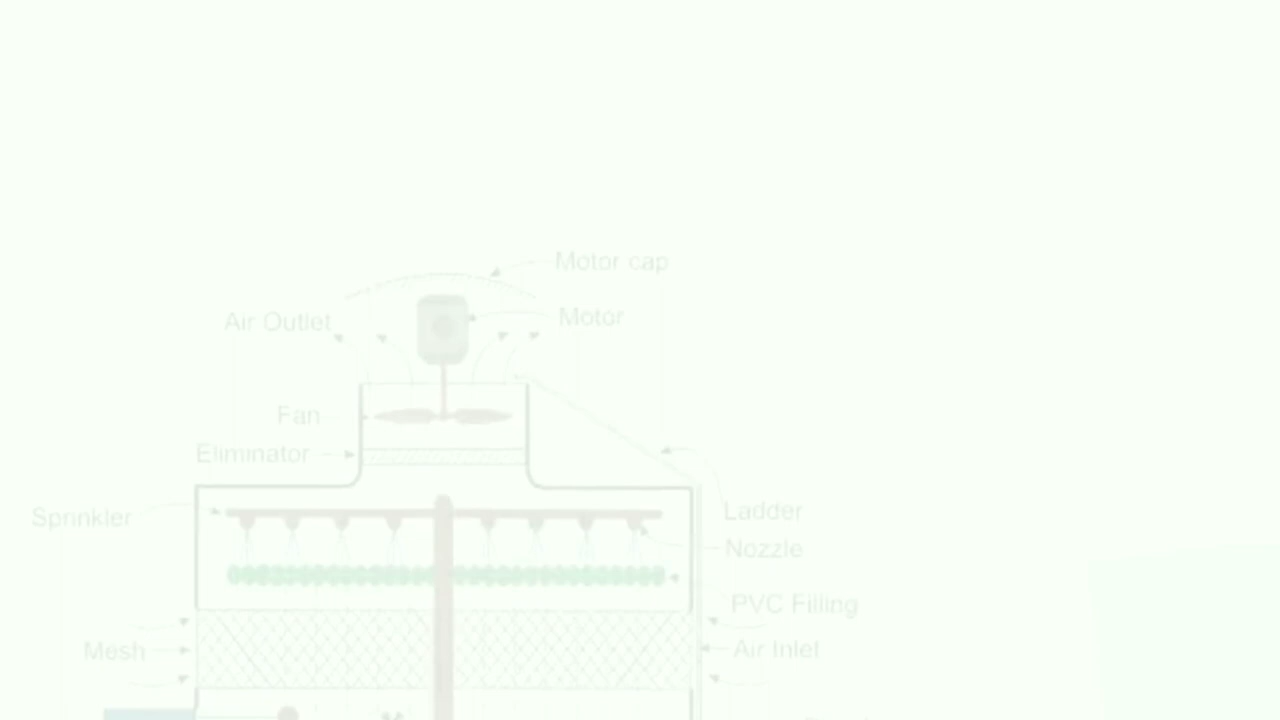 Motor cap
Air Outlet
Motor
Fan
Eliminator
Sprinkler
Ladder
Nozzle
PVC Filling
Mesh
Air Inlet